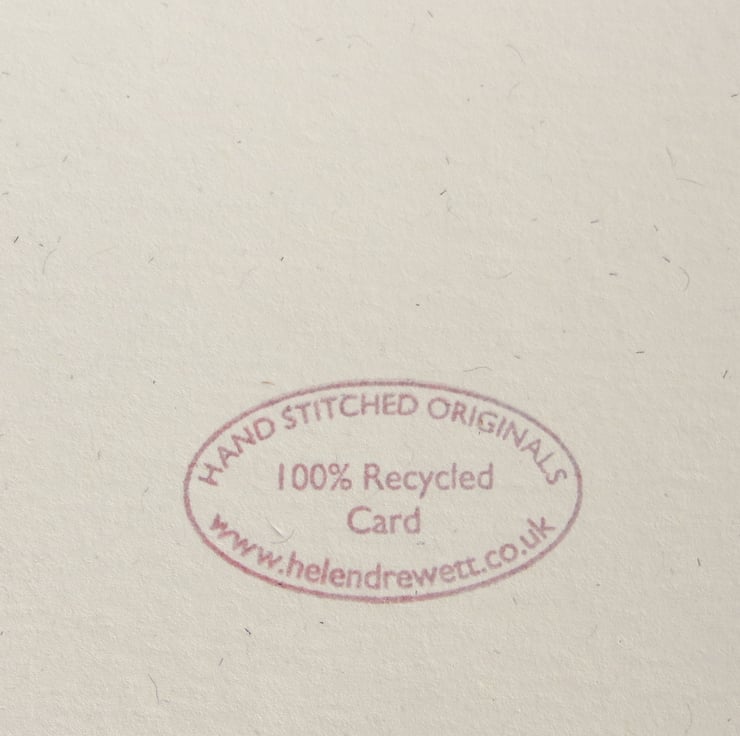 HAND STITCHED ORIGINALS
100% Recycled
Card
www.helendrewett.co.uk